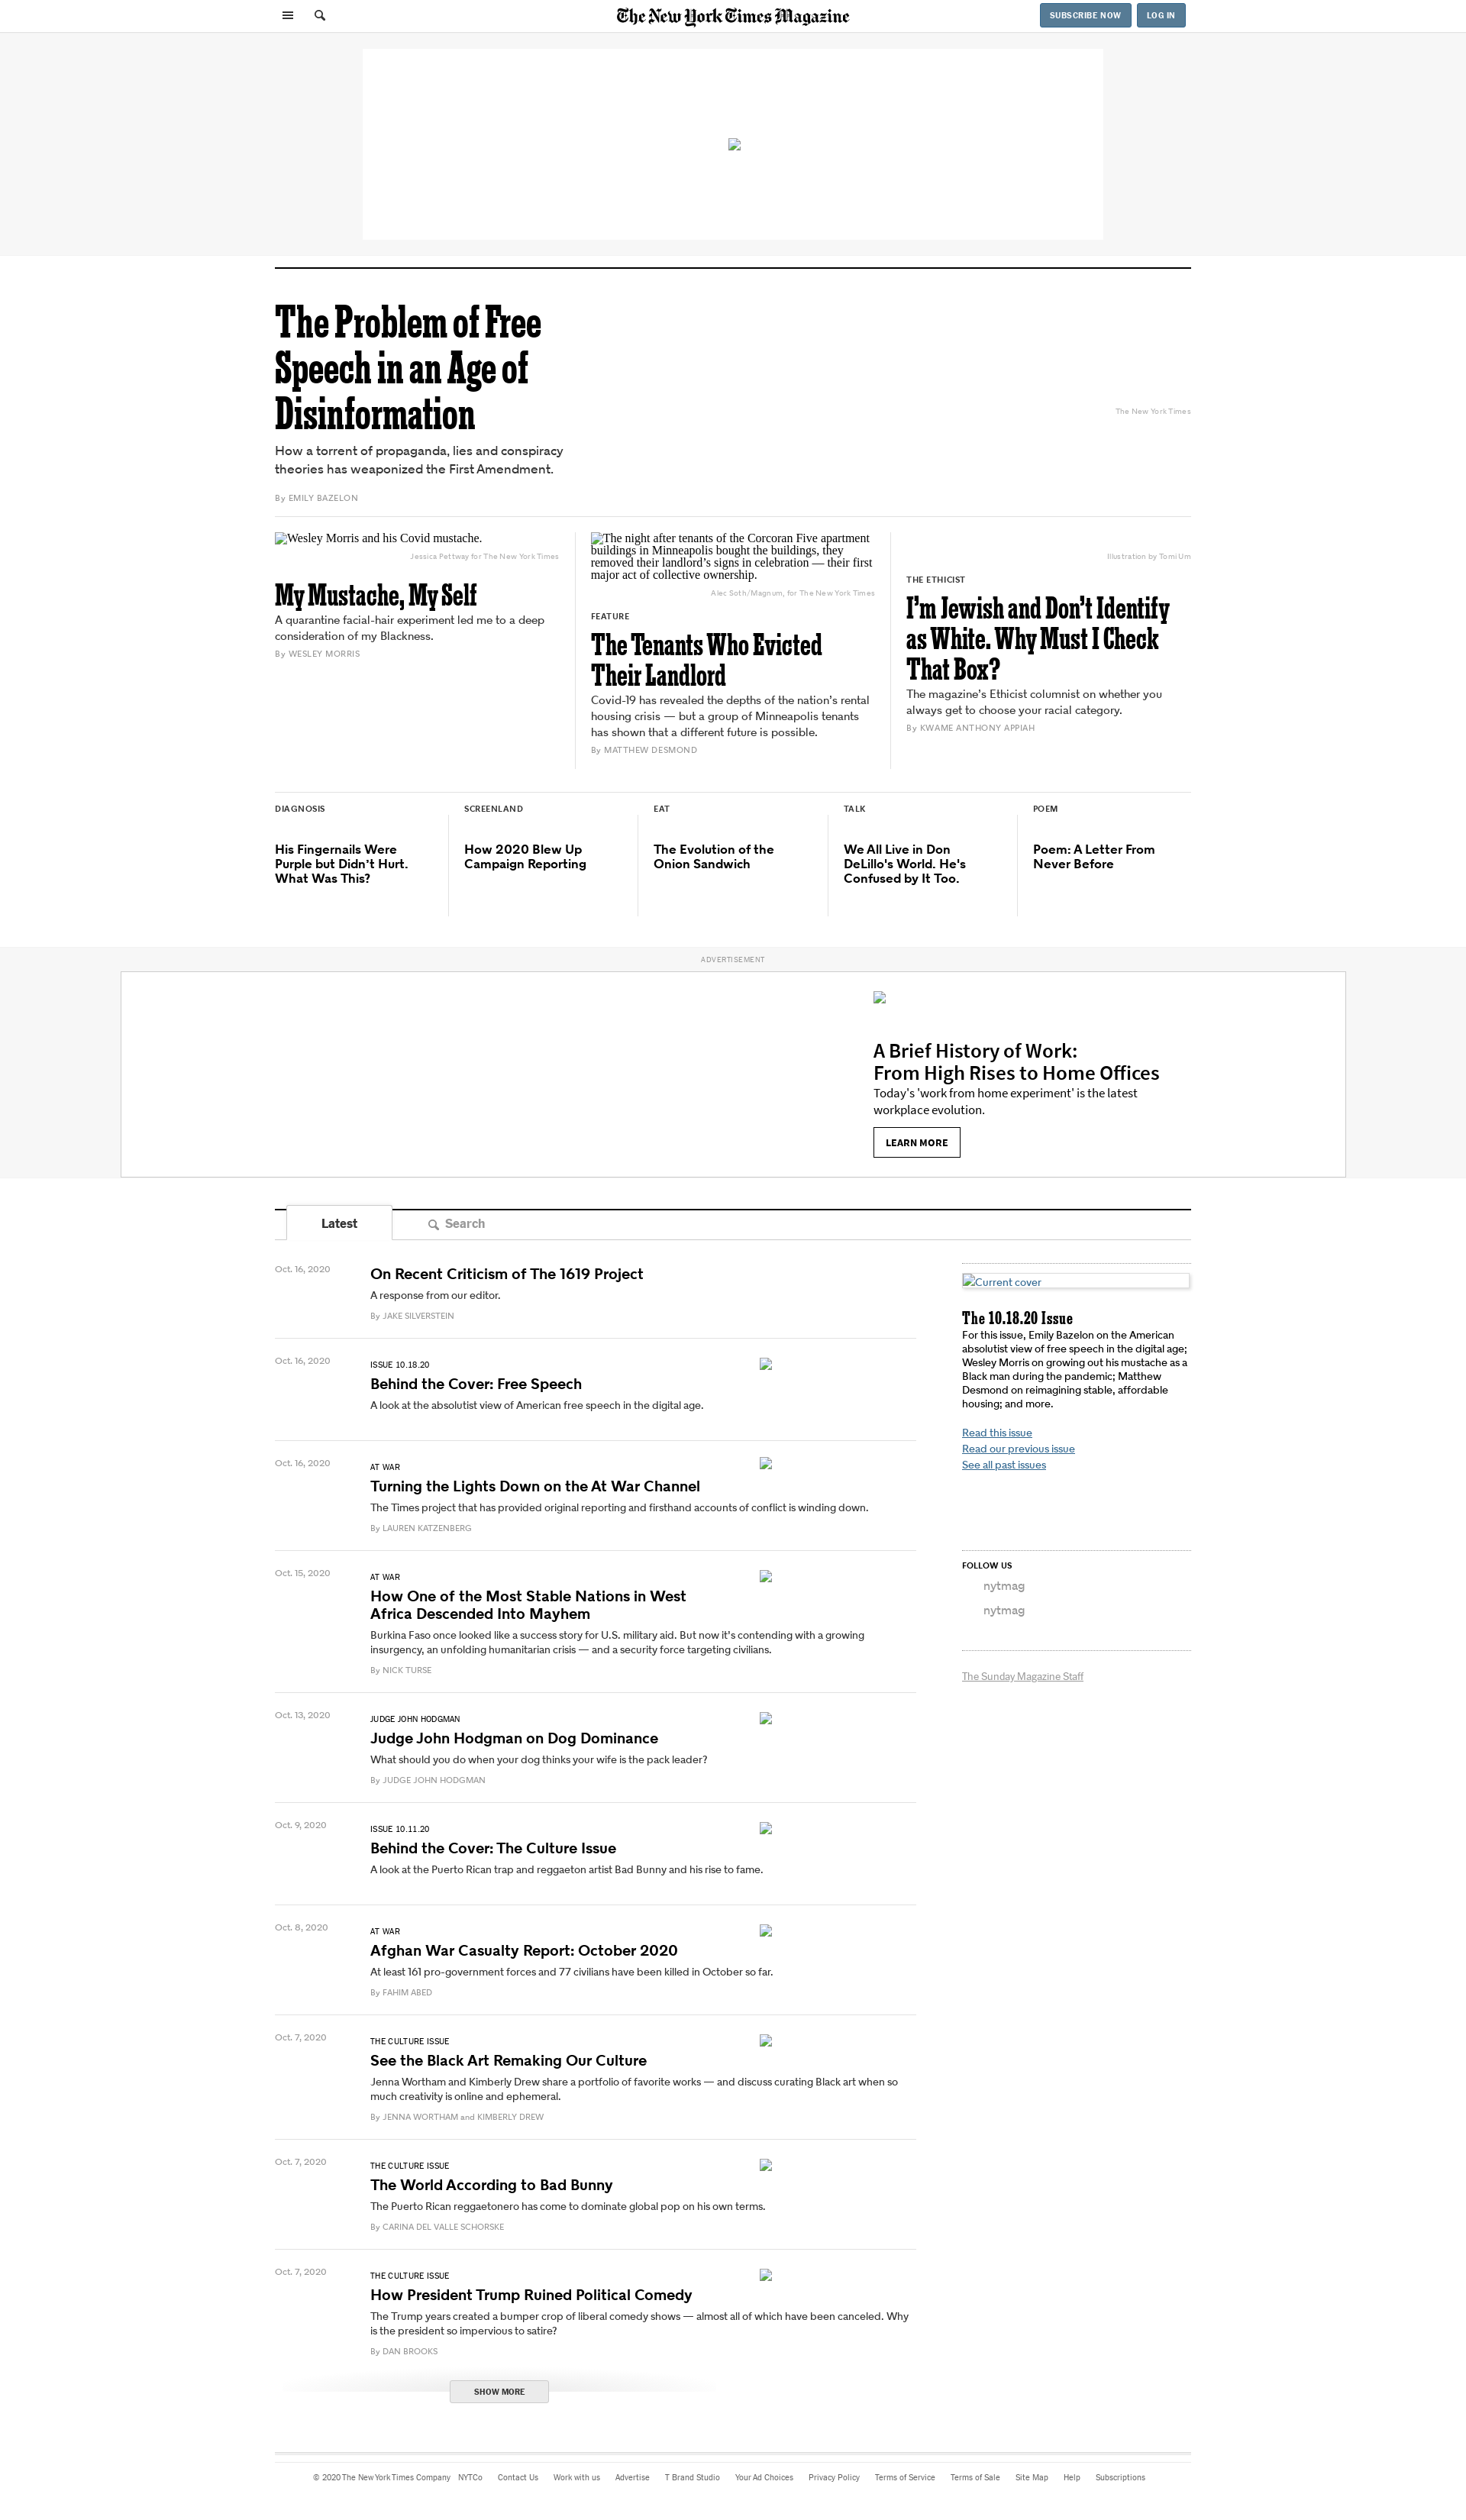 The New York Times Magazine
SUBSCRIBE NOW
LOG IN
The Problem of Free
Speech in an Age of
Disinformation
The New York Times
How a torrent of propaganda, lies and conspiracy
theories has weaponized the First Amendment.
By EMILY BAZELON
Wesley Morris and his Covid mustache.
Jessica Pettway for The New York Times
My Mustache, My Self
A quarantine facial-hair experiment led me to a deep
consideration of my Blackness.
By WESLEY MORRIS
The night after tenants of the Corcoran Five apartment
buildings in Minneapolis bought the buildings, they
removed their landlord’s signs in celebration — their first
major act of collective ownership.
Alec Soth/Magnum, for The New York Times
FEATURE
The Tenants Who Evicted
Their Landlord
Covid-19 has revealed the depths of the nation’s rental
housing crisis — but a group of Minneapolis tenants
has shown that a different future is possible.
By MATTHEW DESMOND
Illustration by Tomi Um
THE ETHICIST
I’m Jewish and Don’t Identify
as White. Why Must I Check
That Box?
The magazine’s Ethicist columnist on whether you
always get to choose your racial category.
By KWAME ANTHONY APPIAH
DIAGNOSIS
His Fingernails Were
Purple but Didn’t Hurt.
What Was This?
SCREENLAND
How 2020 Blew Up
Campaign Reporting
EAT
The Evolution of the
Onion Sandwich
TALK
We All Live in Don
DeLillo's World. He's
Confused by It Too.
POEM
Poem: A Letter From
Never Before
ADVERTISEMENT
A Brief History of Work:
From High Rises to Home Offices
Today's 'work from home experiment' is the latest
workplace evolution.
LEARN MORE
Latest
Search
Oct. 16, 2020
On Recent Criticism of The 1619 Project
A response from our editor.
By JAKE SILVERSTEIN
Oct. 16, 2020
ISSUE 10.18.20
Behind the Cover: Free Speech
A look at the absolutist view of American free speech in the digital age.
Oct. 16, 2020
AT WAR
Turning the Lights Down on the At War Channel
The Times project that has provided original reporting and firsthand accounts of conflict is winding down.
By LAUREN KATZENBERG
Oct. 15, 2020
AT WAR
How One of the Most Stable Nations in West
Africa Descended Into Mayhem
Burkina Faso once looked like a success story for U.S. military aid. But now it’s contending with a growing
insurgency, an unfolding humanitarian crisis — and a security force targeting civilians.
By NICK TURSE
Oct. 13, 2020
JUDGE JOHN HODGMAN
Judge John Hodgman on Dog Dominance
What should you do when your dog thinks your wife is the pack leader?
By JUDGE JOHN HODGMAN
Oct. 9, 2020
ISSUE 10.11.20
Behind the Cover: The Culture Issue
A look at the Puerto Rican trap and reggaeton artist Bad Bunny and his rise to fame.
Oct. 8, 2020
AT WAR
Afghan War Casualty Report: October 2020
At least 161 pro-government forces and 77 civilians have been killed in October so far.
By FAHIM ABED
Oct. 7, 2020
THE CULTURE ISSUE
See the Black Art Remaking Our Culture
Jenna Wortham and Kimberly Drew share a portfolio of favorite works — and discuss curating Black art when so
much creativity is online and ephemeral.
By JENNA WORTHAM and KIMBERLY DREW
Oct. 7, 2020
THE CULTURE ISSUE
The World According to Bad Bunny
The Puerto Rican reggaetonero has come to dominate global pop on his own terms.
By CARINA DEL VALLE SCHORSKE
Oct. 7, 2020
THE CULTURE ISSUE
How President Trump Ruined Political Comedy
The Trump years created a bumper crop of liberal comedy shows — almost all of which have been canceled. Why
is the president so impervious to satire?
By DAN BROOKS
SHOW MORE
Current cover
The 10.18.20 Issue
For this issue, Emily Bazelon on the American
absolutist view of free speech in the digital age;
Wesley Morris on growing out his mustache as a
Black man during the pandemic; Matthew
Desmond on reimagining stable, affordable
housing; and more.
Read this issue
Read our previous issue
See all past issues
FOLLOW US
nytmag
nytmag
The Sunday Magazine Staff
© 2020 The New York Times Company NYTCo Contact Us Work with us Advertise T Brand Studio Your Ad Choices Privacy Policy Terms of Service Terms of Sale Site Map Help Subscriptions